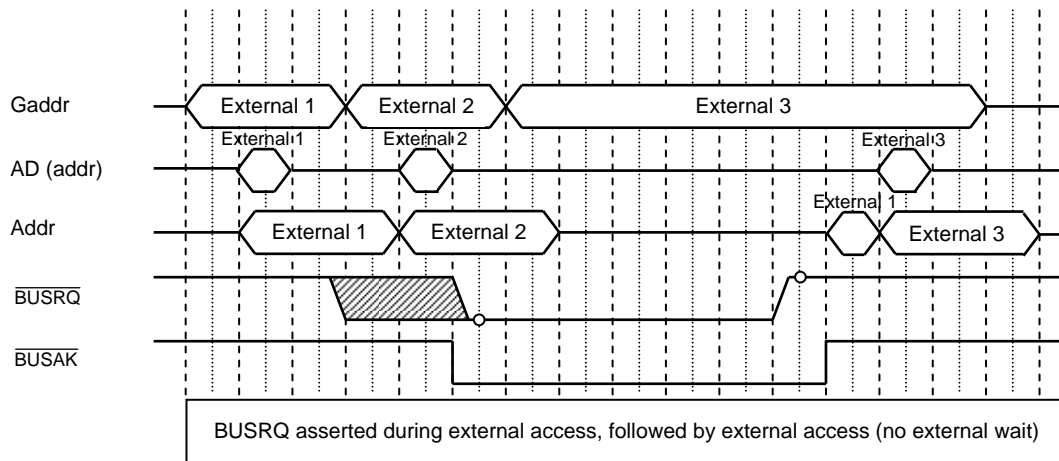 Gaddr
External 1
External 2
External 3
AD (addr)
External 1
External 2
External 3
Addr
External 1
External 2
External 1
External 3
BUSRQ
BUSAK
BUSRQ asserted during external access, followed by external access (no external wait)